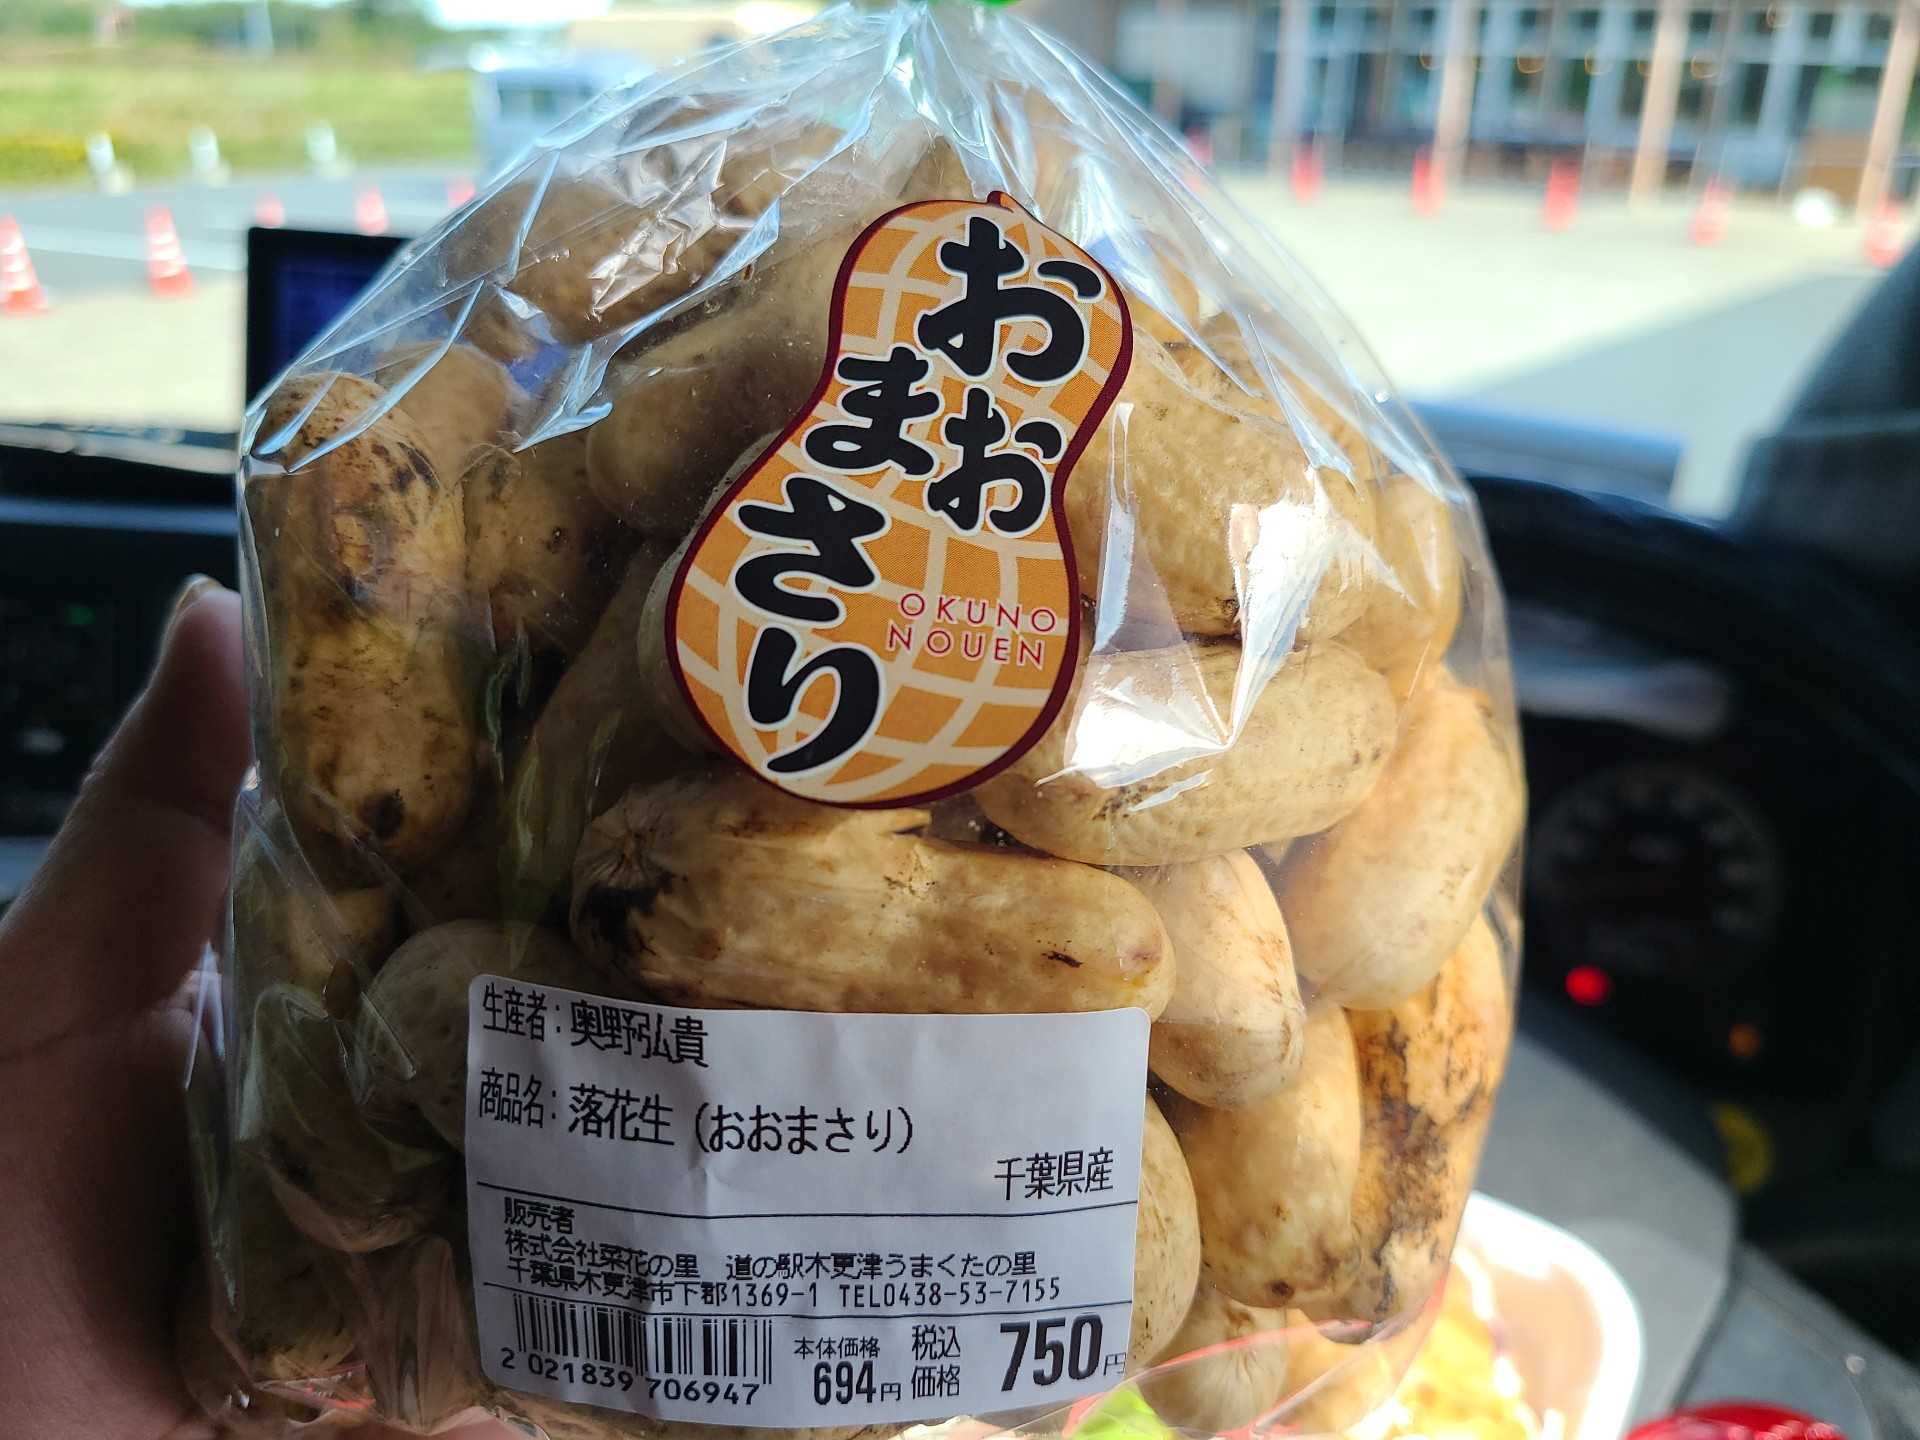 おおまさり
OKUNO
NOUEN
生産者：奥野弘貴
商品名：落花生（おおまさり）
千葉県産
販売者
株式会社菜花の里　道の駅木更津うまくたの里
千葉県木更津市下郡1369-1 TEL0438-53-7155
本体価格 694円
税込価格 750円
2 021839 706947